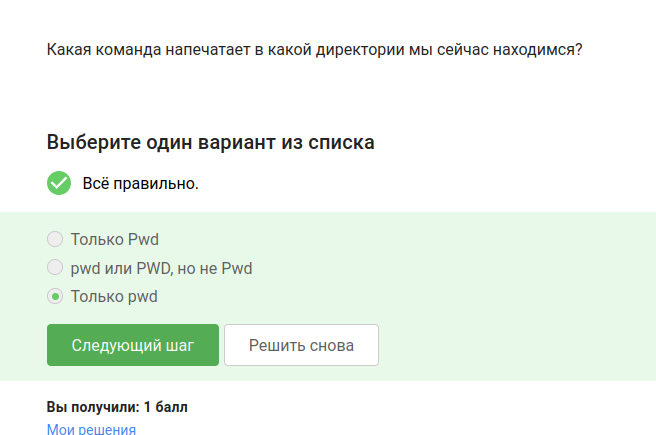 Какая команда напечатает в какой директории мы сейчас находимся?
Выберите один вариант из списка
Всё правильно.
Только Pwd
pwd или PWD, но не Pwd
Только pwd
Следующий шаг
Решить снова
Вы получили: 1 балл
Мои решения